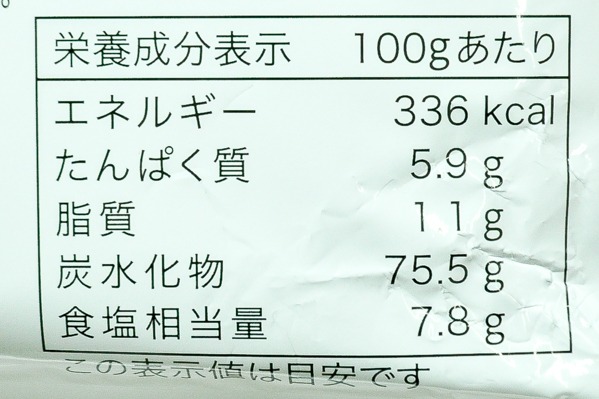 栄養成分表示 100gあたり
エネルギー 336 kcal
たんぱく質 5.9 g
脂質 1.1 g
炭水化物 75.5 g
食塩相当量 7.8 g
この表示値は目安です